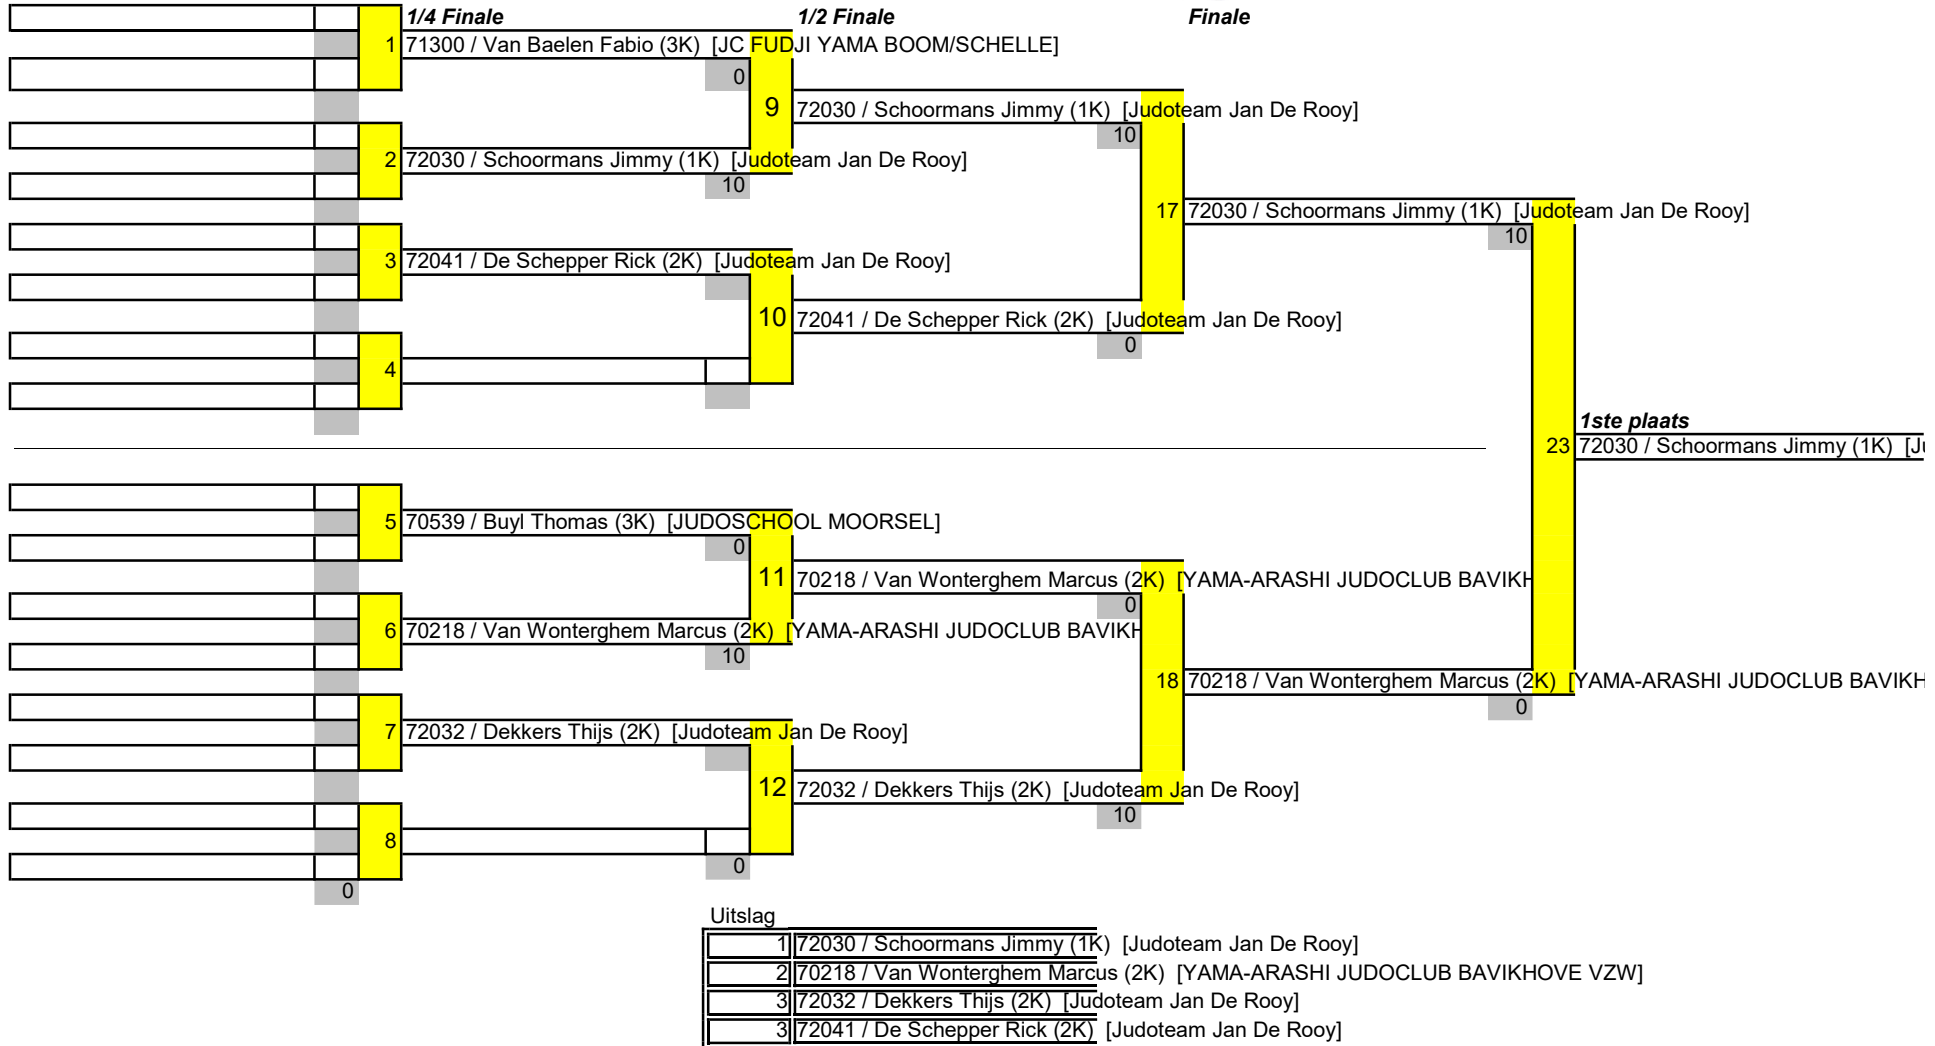 1/4 Finale 1/2 Finale Finale
1 71300 / Van Baelen Fabio (3K) [JC FUDJI YAMA BOOM/SCHELLE]
0
9 72030 / Schoormans Jimmy (1K) [Judoteam Jan De Rooy]
10
2 72030 / Schoormans Jimmy (1K) [Judoteam Jan De Rooy]
10
17 72030 / Schoormans Jimmy (1K) [Judoteam Jan De Rooy]
10
3 72041 / De Schepper Rick (2K) [Judoteam Jan De Rooy]
10 72041 / De Schepper Rick (2K) [Judoteam Jan De Rooy]
0
4
1ste plaats
23 72030 / Schoormans Jimmy (1K) [Ju
5 70539 / Buyl Thomas (3K) [JUDOSCHOOL MOORSEL]
0
11 70218 / Van Wonterghem Marcus (2K) [YAMA-ARASHI JUDOCLUB BAVIKH
0
6 70218 / Van Wonterghem Marcus (2K) [YAMA-ARASHI JUDOCLUB BAVIKH
10
18 70218 / Van Wonterghem Marcus (2K) [YAMA-ARASHI JUDOCLUB BAVIKH
0
7 72032 / Dekkers Thijs (2K) [Judoteam Jan De Rooy]
12 72032 / Dekkers Thijs (2K) [Judoteam Jan De Rooy]
10
8
0
0
Uitslag
1 72030 / Schoormans Jimmy (1K) [Judoteam Jan De Rooy]
2 70218 / Van Wonterghem Marcus (2K) [YAMA-ARASHI JUDOCLUB BAVIKHOVE VZW]
3 72032 / Dekkers Thijs (2K) [Judoteam Jan De Rooy]
3 72041 / De Schepper Rick (2K) [Judoteam Jan De Rooy]